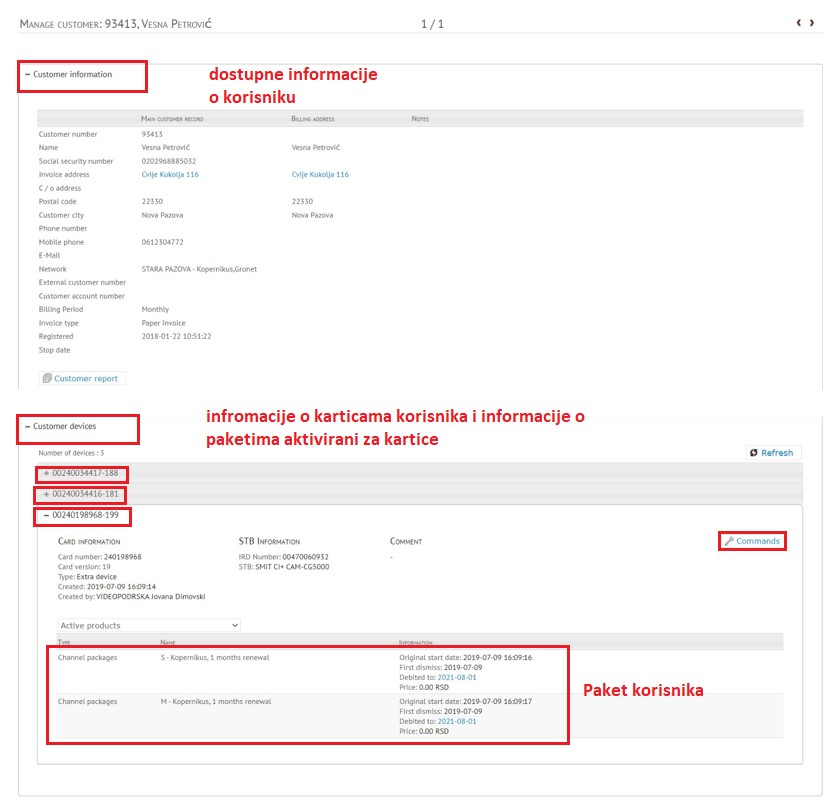 Manage customer: 93413, Vesna Petrović 1 / 1
− Customer information
dostupne informacije
o korisniku
Main customer record Billing address Notes
Customer number 93413
Name Vesna Petrović Vesna Petrović
Social security number 0202968885032
Invoice address Cvije Kukolja 116 Cvije Kukolja 116
C / o address
Postal code 22330 22330
Customer city Nova Pazova Nova Pazova
Phone number
Mobile phone 0612304772
E-Mail
Network STARA PAZOVA - Kopernikus,Gronet
External customer number
Customer account number
Billing Period Monthly
Invoice type Paper Invoice
Registered 2018-01-22 10:51:22
Stop date
Customer report
− Customer devices
infromacije o karticama korisnika i informacije o
paketima aktivirani za kartice
Number of devices : 3
Refresh
+ 00240034417-188
+ 00240034416-181
− 00240198968-199
Card information STB Information Comment
Commands
Card number: 240198968 IRD Number: 00470060932 -
Card version: 19 STB: SMIT CI+ CAM-CG5000
Type: Extra device
Created: 2019-07-09 16:09:14
Created by: VIDEOPODRSKA Jovana Dimovski
Active products
Type Name Information
Channel packages S - Kopernikus, 1 months renewal Original start date: 2019-07-09 16:09:16
First dismiss: 2019-07-09
Debited to: 2021-08-01
Price: 0.00 RSD
Paket korisnika
Channel packages M - Kopernikus, 1 months renewal Original start date: 2019-07-09 16:09:17
First dismiss: 2019-07-09
Debited to: 2021-08-01
Price: 0.00 RSD